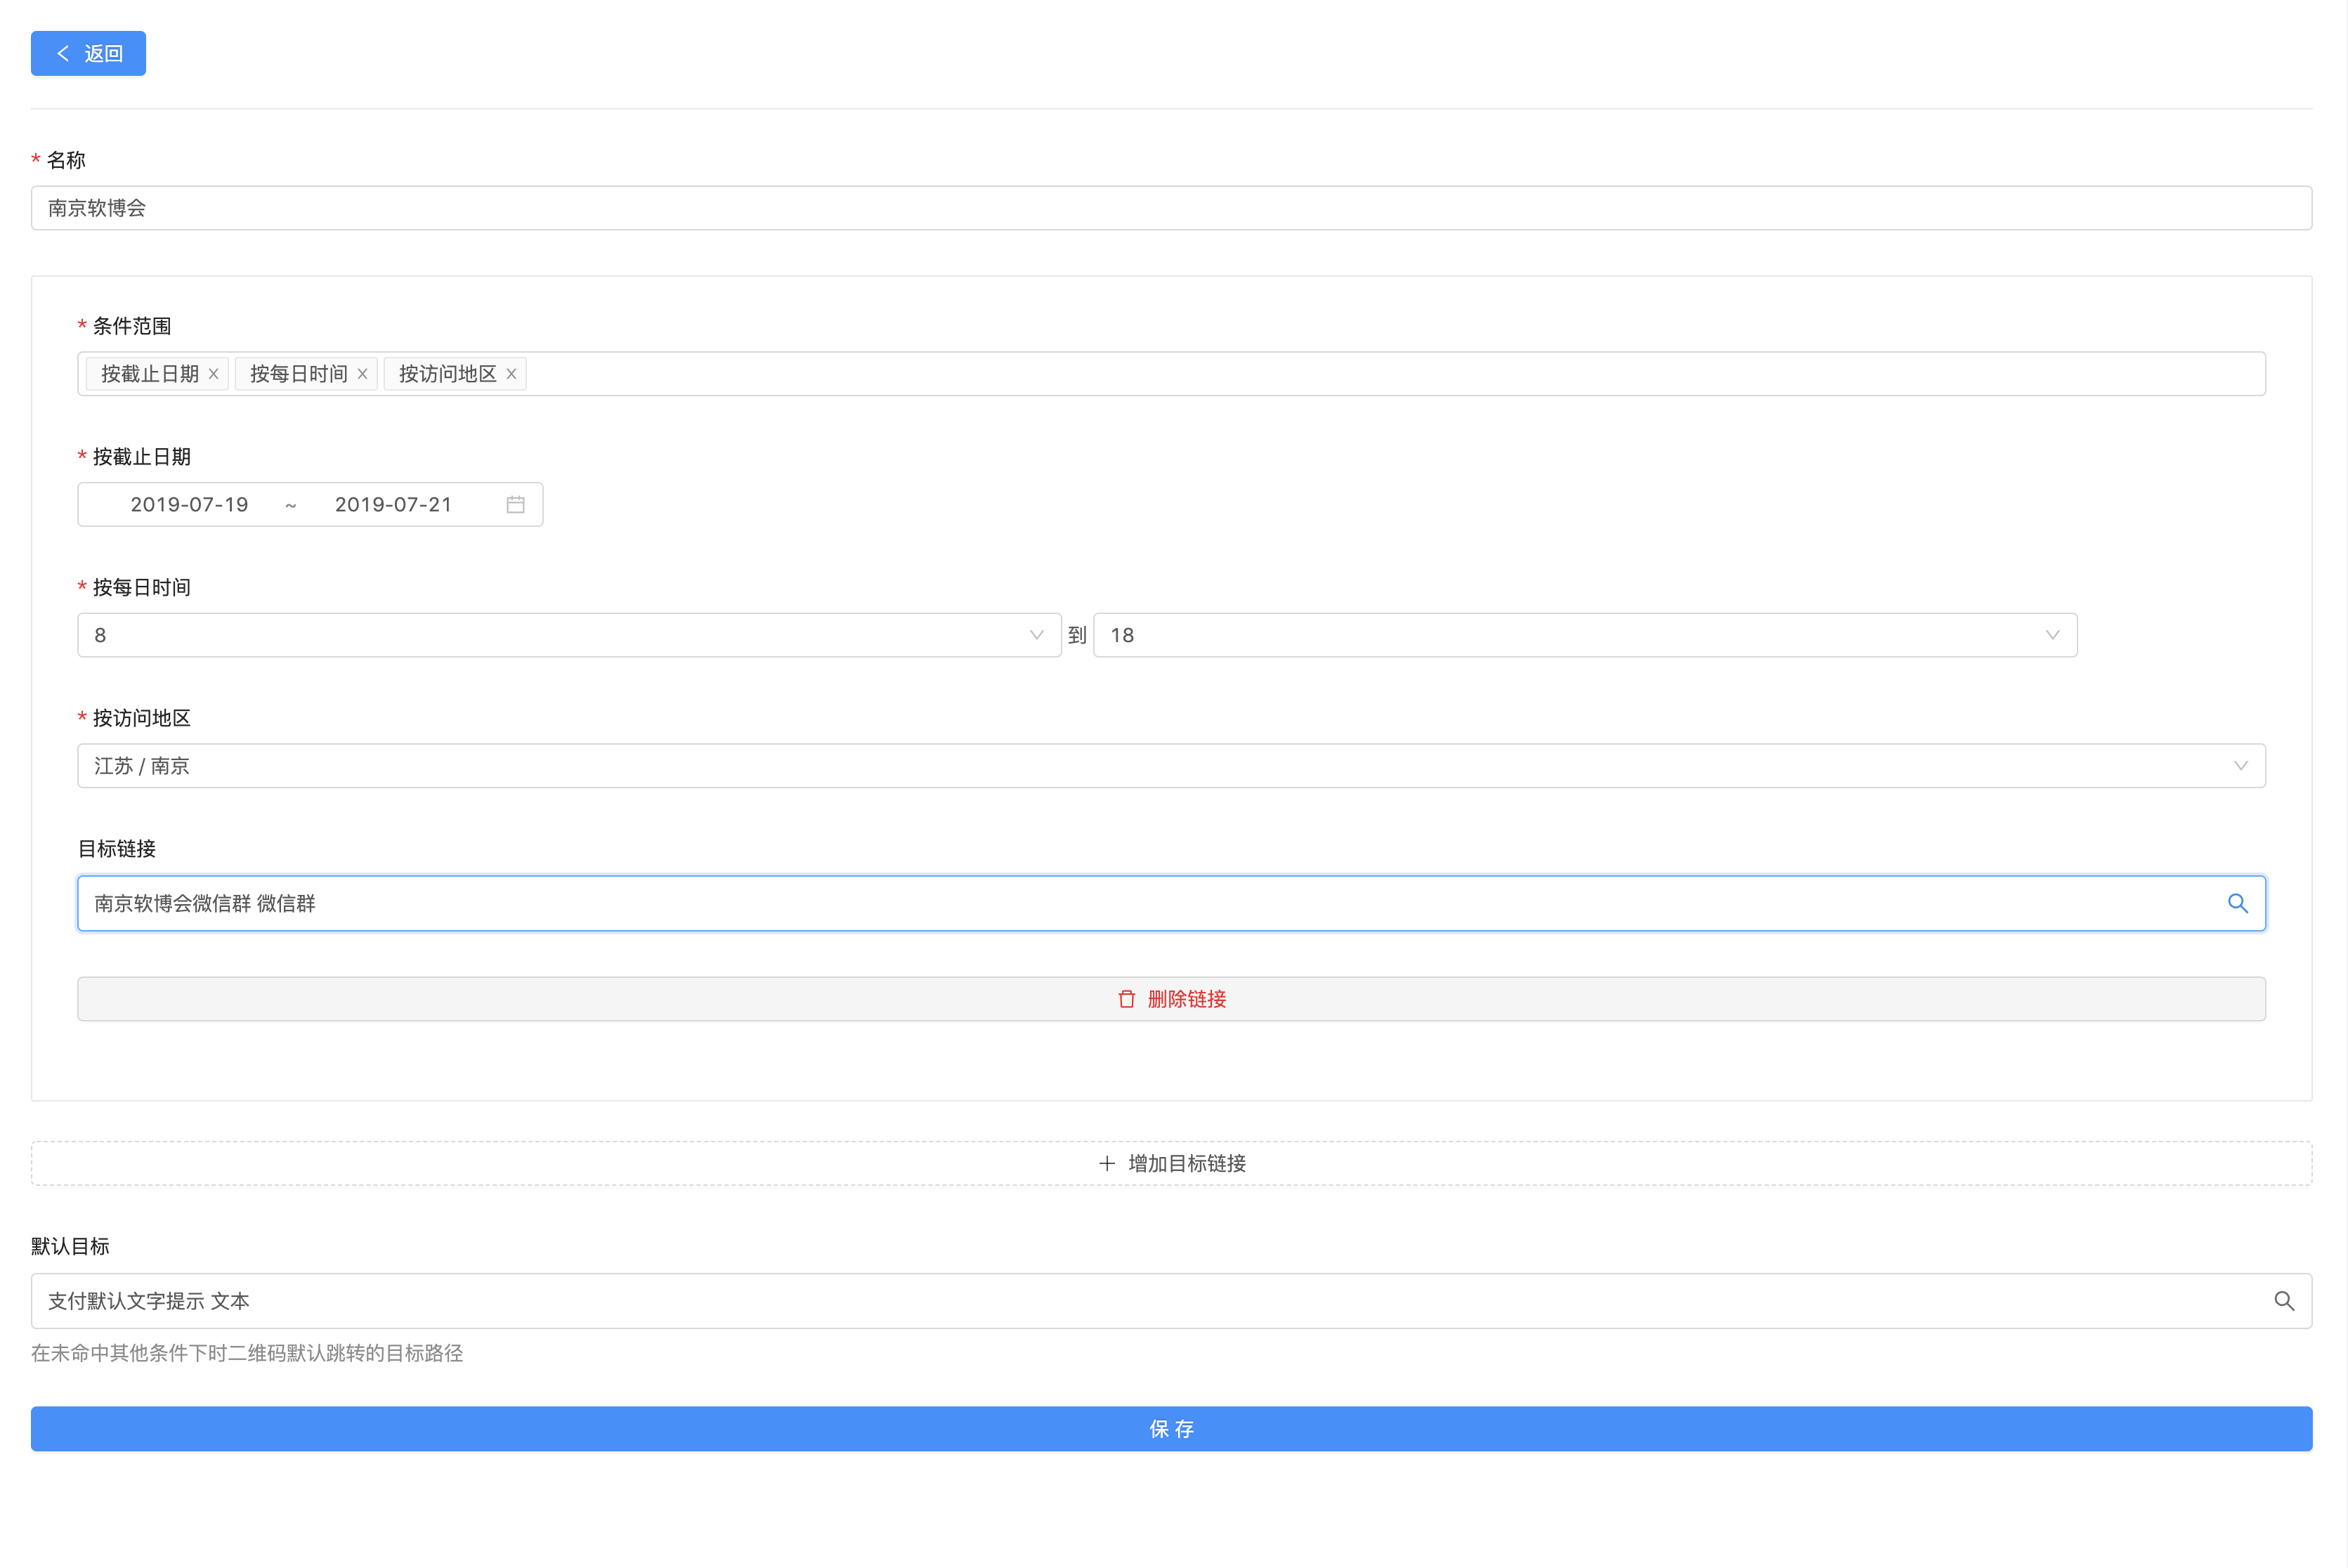 返回
* 名称
南京软博会
* 条件范围
按截止日期 按每日时间 按访问地区
* 按截止日期
2019-07-19 ~ 2019-07-21
* 按每日时间
8 到 18
* 按访问地区
江苏 / 南京
目标链接
南京软博会微信群 微信群
删除链接
增加目标链接
默认目标
支付默认文字提示 文本
在未命中其他条件下时二维码默认跳转的目标路径
保 存